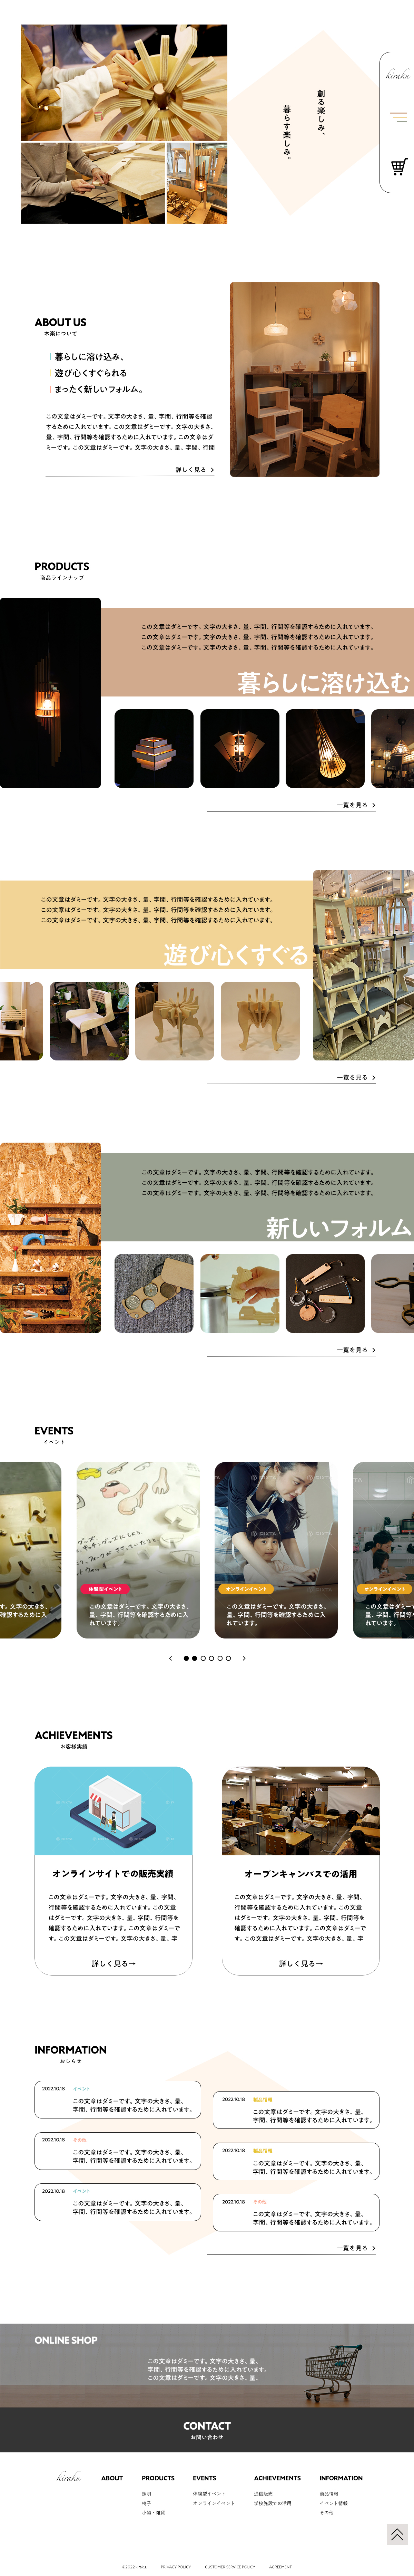 創る楽しみ、
暮らす楽しみ。
kiraku
ABOUT US
木楽について
暮らしに溶け込み、
遊び心くすぐられる
まったく新しいフォルム。
この文章はダミーです。文字の大きさ、量、字間、行間等を確認
するために入れています。この文章はダミーです。文字の大きさ、
量、字間、行間等を確認するために入れています。この文章はダ
ミーです。この文章はダミーです。文字の大きさ、量、字間、行間
詳しく見る
PRODUCTS
商品ラインナップ
この文章はダミーです。文字の大きさ、量、字間、行間等を確認するために入れています。
この文章はダミーです。文字の大きさ、量、字間、行間等を確認するために入れています。
この文章はダミーです。文字の大きさ、量、字間、行間等を確認するために入れています。
暮らしに溶け込む
一覧を見る
この文章はダミーです。文字の大きさ、量、字間、行間等を確認するために入れています。
この文章はダミーです。文字の大きさ、量、字間、行間等を確認するために入れています。
この文章はダミーです。文字の大きさ、量、字間、行間等を確認するために入れています。
遊び心くすぐる
一覧を見る
この文章はダミーです。文字の大きさ、量、字間、行間等を確認するために入れています。
この文章はダミーです。文字の大きさ、量、字間、行間等を確認するために入れています。
この文章はダミーです。文字の大きさ、量、字間、行間等を確認するために入れています。
新しいフォルム
一覧を見る
EVENTS
イベント
す。文字の大きさ、
確認するために入
体験型イベント
この文章はダミーです。文字の大きさ、
量、字間、行間等を確認するために入
れています。
PIXTA
オンラインイベント
この文章はダミーです。文字の大きさ、
量、字間、行間等を確認するために入
れています。
オンラインイベント
この文章はダミーで
量、字間、行間等を
れています。
ACHIEVEMENTS
お客様実績
オンラインサイトでの販売実績
この文章はダミーです。文字の大きさ、量、字間、
行間等を確認するために入れています。この文章
はダミーです。文字の大きさ、量、字間、行間等を
確認するために入れています。この文章はダミーで
す。この文章はダミーです。文字の大きさ、量、字
詳しく見る→
オープンキャンパスでの活用
この文章はダミーです。文字の大きさ、量、字間、
行間等を確認するために入れています。この文章
はダミーです。文字の大きさ、量、字間、行間等を
確認するために入れています。この文章はダミーで
す。この文章はダミーです。文字の大きさ、量、字
詳しく見る→
INFORMATION
おしらせ
2022.10.18 イベント
この文章はダミーです。文字の大きさ、量、
字間、行間等を確認するために入れています。
2022.10.18 その他
この文章はダミーです。文字の大きさ、量、
字間、行間等を確認するために入れています。
2022.10.18 イベント
この文章はダミーです。文字の大きさ、量、
字間、行間等を確認するために入れています。
2022.10.18 製品情報
この文章はダミーです。文字の大きさ、量、
字間、行間等を確認するために入れています。
2022.10.18 製品情報
この文章はダミーです。文字の大きさ、量、
字間、行間等を確認するために入れています。
2022.10.18 その他
この文章はダミーです。文字の大きさ、量、
字間、行間等を確認するために入れています。
一覧を見る
ONLINE SHOP
この文章はダミーです。文字の大きさ、量、
字間、行間等を確認するために入れています。
この文章はダミーです。文字の大きさ、量、
CONTACT
お問い合わせ
kiraku
ABOUT
PRODUCTS
照明
椅子
小物・雑貨
EVENTS
体験型イベント
オンラインイベント
ACHIEVEMENTS
通信販売
学校施設での活用
INFORMATION
商品情報
イベント情報
その他
©2022 kiraku. PRIVACY POLICY CUSTOMER SERVICE POLICY AGREEMENT